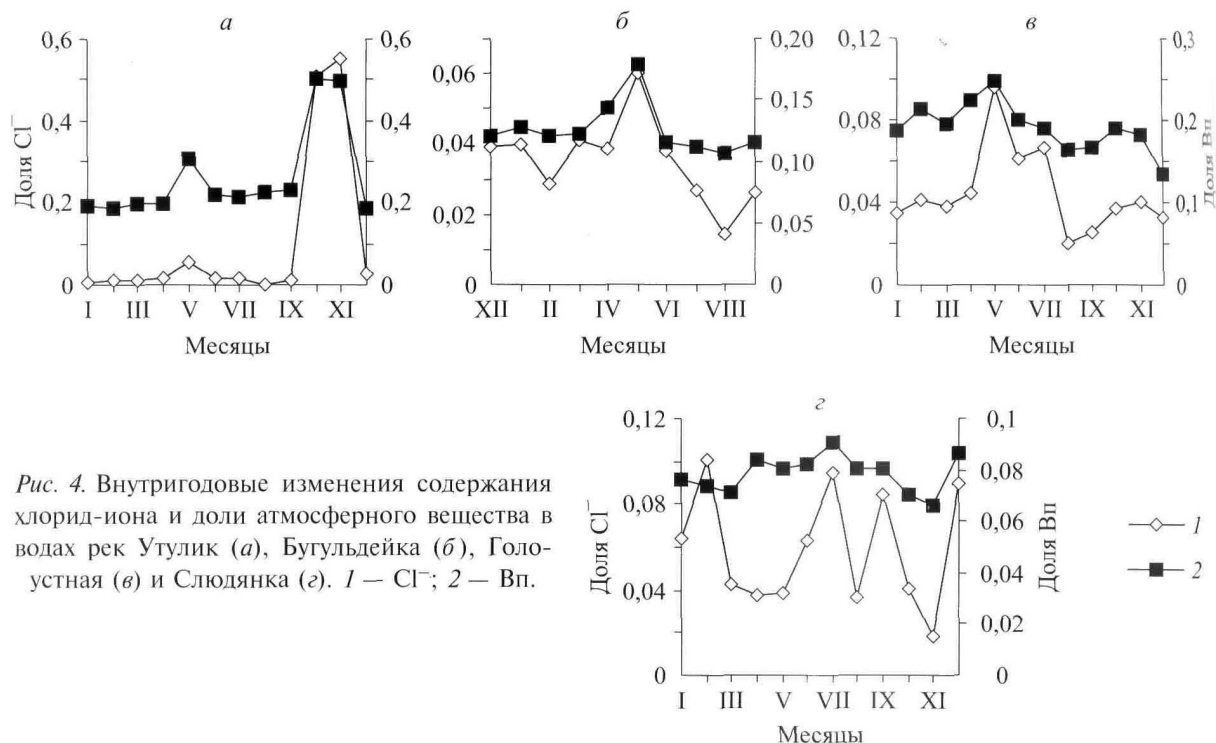 а
б
в
0,6
0,4
0,2
0
Доля Cl⁻
0,6
0,4
0,2
0
I III V VII IX XI
Месяцы
0,06
0,04
0,02
0
0,20
0,15
0,10
0,05
0
XII II IV VI VIII
Месяцы
0,12
0,08
0,04
0
0,3
0,2
0,1
0
Доля Вп
I III V VII IX XI
Месяцы
г
0,12
0,08
0,04
0
Доля Cl⁻
0,1
0,08
0,06
0,04
0,02
0
Доля Вп
I III V VII IX XI
Месяцы
1
2
Рис. 4. Внутригодовые изменения содержания
хлорид-иона и доли атмосферного вещества в
водах рек Утулик (а), Бугульдейка (б), Голо-
устная (в) и Слюдянка (г). 1 — Cl⁻; 2 — Вп.